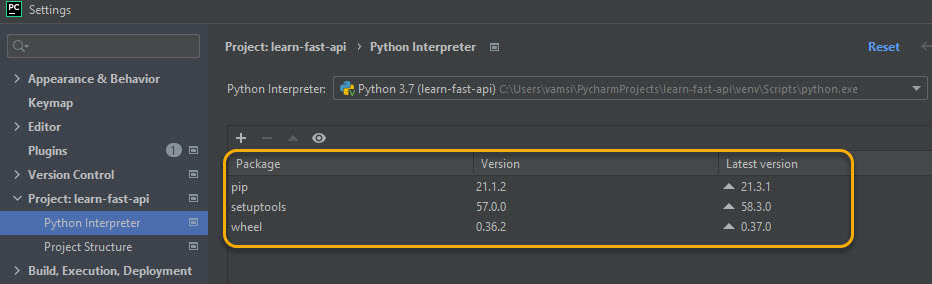 PC Settings
Project: learn-fast-api › Python Interpreter Reset
Appearance & Behavior
Keymap
Editor
Plugins 1
Version Control
Project: learn-fast-api
Python Interpreter
Project Structure
Build, Execution, Deployment
Python Interpreter: Python 3.7 (learn-fast-api) C:\Users\vamsi\PycharmProjects\learn-fast-api\venv\Scripts\python.exe
Package Version Latest version
pip 21.1.2 21.3.1
setuptools 57.0.0 58.3.0
wheel 0.36.2 0.37.0